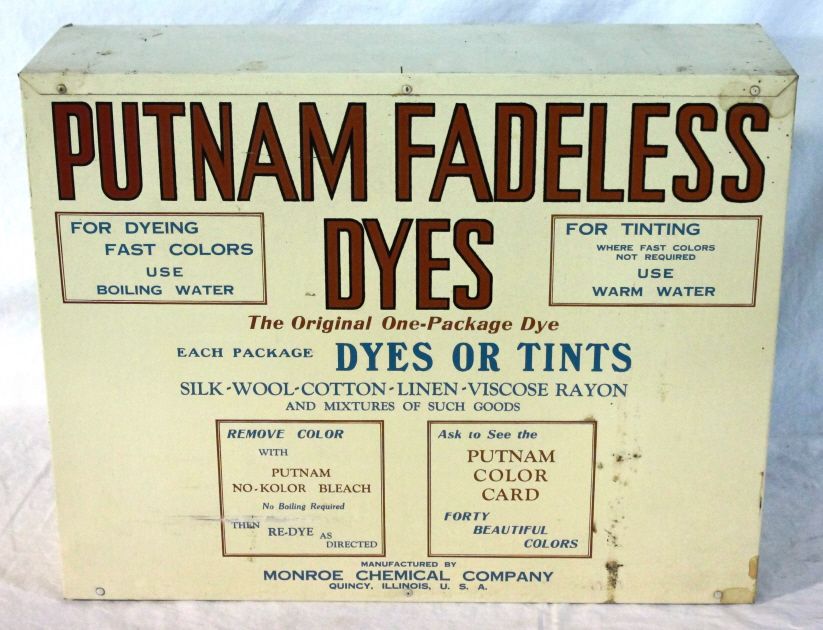 PUTNAM FADELESS
DYES
FOR DYEING
FAST COLORS
USE
BOILING WATER
FOR TINTING
WHERE FAST COLORS
NOT REQUIRED
USE
WARM WATER
The Original One-Package Dye
EACH PACKAGE DYES OR TINTS
SILK-WOOL-COTTON-LINEN-VISCOSE RAYON
AND MIXTURES OF SUCH GOODS
REMOVE COLOR
WITH
PUTNAM
NO-KOLOR BLEACH
No Boiling Required
THEN RE-DYE AS
DIRECTED
Ask to See the
PUTNAM
COLOR
CARD
FORTY
BEAUTIFUL
COLORS
MANUFACTURED BY
MONROE CHEMICAL COMPANY
QUINCY, ILLINOIS, U. S. A.